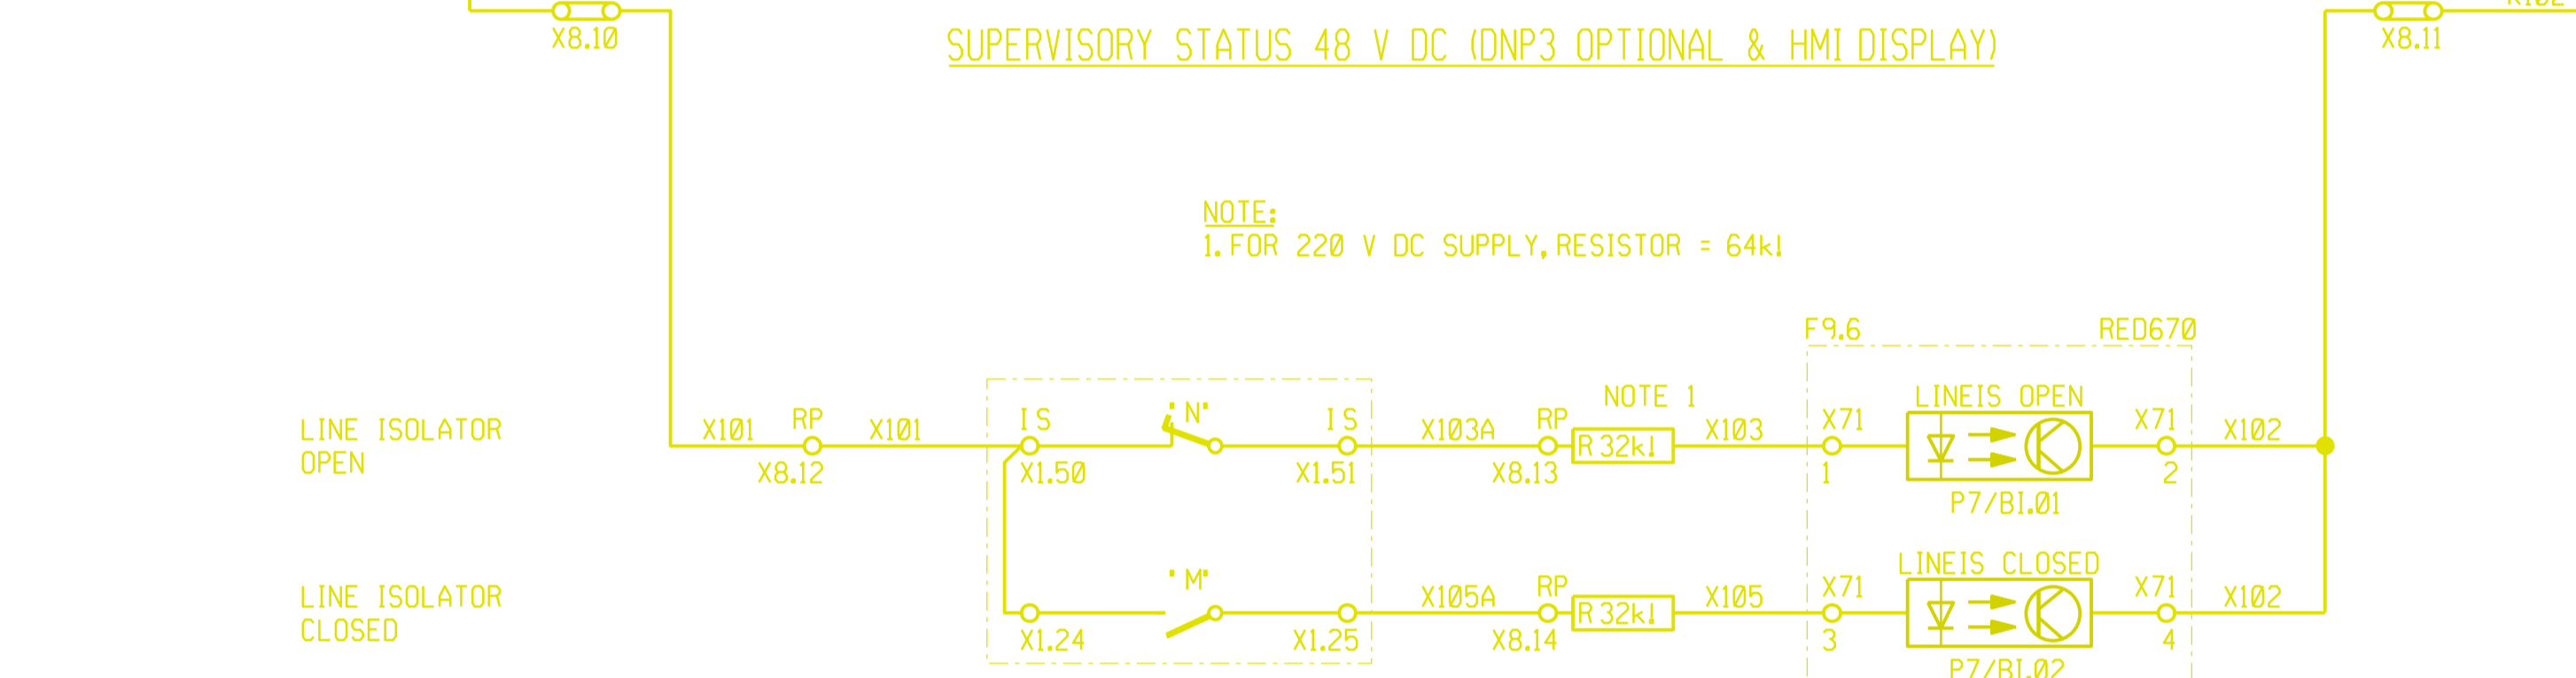 X8.10
SUPERVISORY STATUS 48 V DC (DNP3 OPTIONAL & HMI DISPLAY)
X8.11
NOTE:
1. FOR 220 V DC SUPPLY, RESISTOR = 64k!
F9.6
RED670
LINE ISOLATOR
OPEN
X101
RP
X8.12
X101
IS
X1.50
"N"
IS
X1.51
X103A
RP
X8.13
NOTE 1
R 32k!
X103
X71
1
LINEIS OPEN
P7/BI.01
X71
2
X102
LINE ISOLATOR
CLOSED
X1.24
"M"
X1.25
X105A
RP
X8.14
R 32k!
X105
X71
3
LINEIS CLOSED
P7/BI.02
X71
4
X102